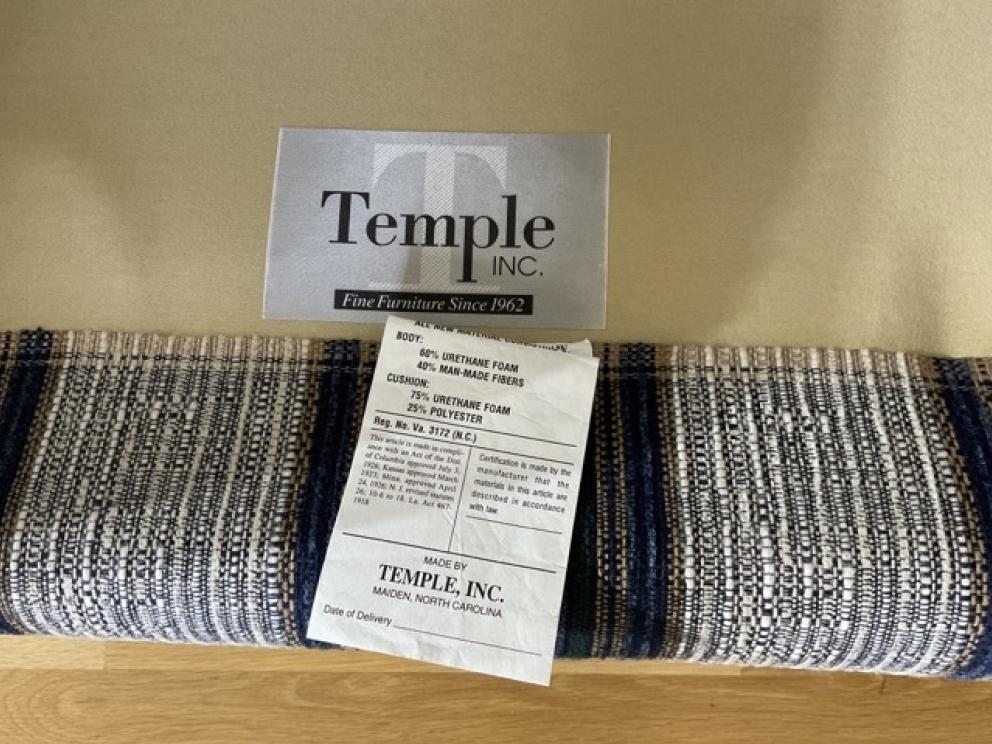 T
Temple
INC.
Fine Furniture Since 1962
ALL NEW MATERIAL
BODY:
60% URETHANE FOAM
40% MAN-MADE FIBERS
CUSHION:
75% URETHANE FOAM
25% POLYESTER
Reg. No. Va. 3172 (N.C.)
This article is made in compli-
ance with an Act of the Dist.
of Columbia approved July 3,
1926; Kansas approved March
1923; Minn. approved April
24, 1926; N. J. revised statutes
26; 10-6 to 18. La. Act 467-
1918
Certification is made by the
manufacturer that the
materials in this article are
described in accordance
with law.
MADE BY
TEMPLE, INC.
MAIDEN, NORTH CAROLINA
Date of Delivery